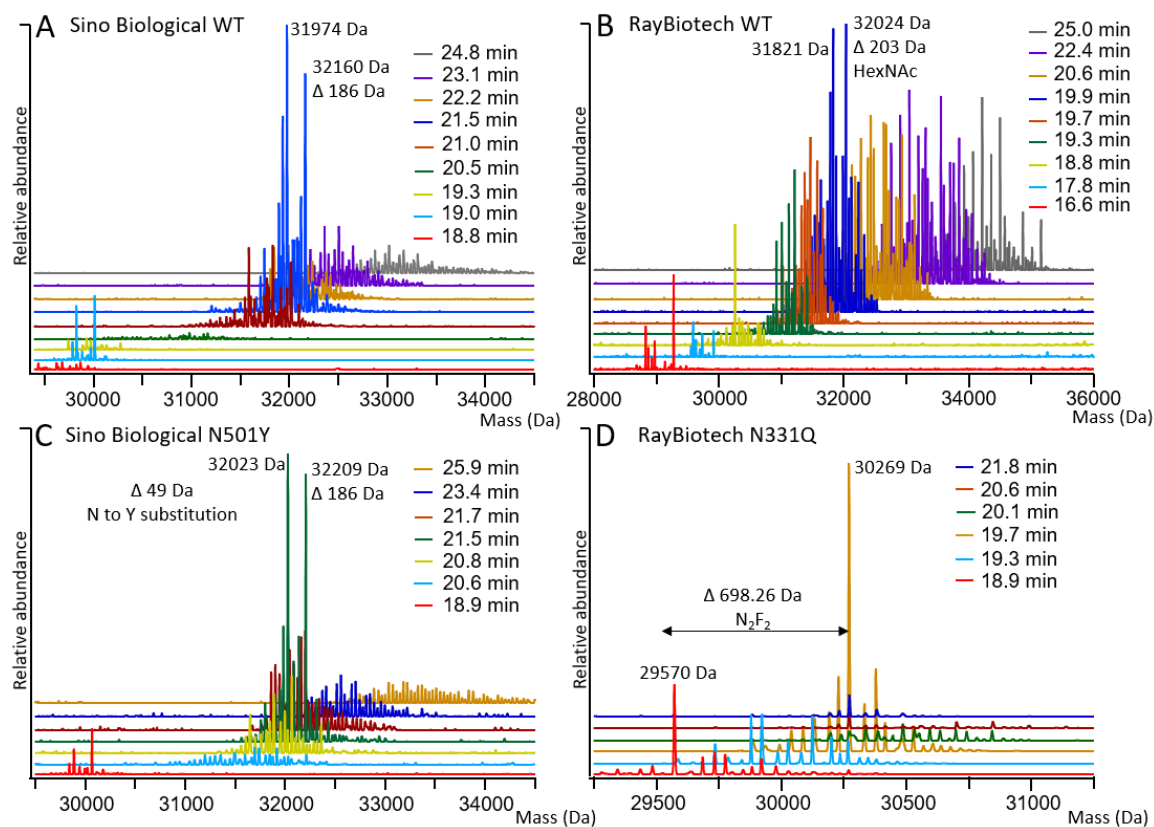 A Sino Biological WT
31974 Da
32160 Da
Δ 186 Da
24.8 min
23.1 min
22.2 min
21.5 min
21.0 min
20.5 min
19.3 min
19.0 min
18.8 min
Relative abundance
30000 31000 32000 33000 34000
Mass (Da)
B RayBiotech WT
31821 Da
32024 Da
Δ 203 Da
HexNAc
25.0 min
22.4 min
20.6 min
19.9 min
19.7 min
19.3 min
18.8 min
17.8 min
16.6 min
Relative abundance
28000 30000 32000 34000 36000
Mass (Da)
C Sino Biological N501Y
32023 Da
32209 Da
Δ 186 Da
Δ 49 Da
N to Y substitution
25.9 min
23.4 min
21.7 min
21.5 min
20.8 min
20.6 min
18.9 min
Relative abundance
30000 31000 32000 33000 34000
Mass (Da)
D RayBiotech N331Q
30269 Da
Δ 698.26 Da
N₂F₂
29570 Da
21.8 min
20.6 min
20.1 min
19.7 min
19.3 min
18.9 min
Relative abundance
29500 30000 30500 31000
Mass (Da)